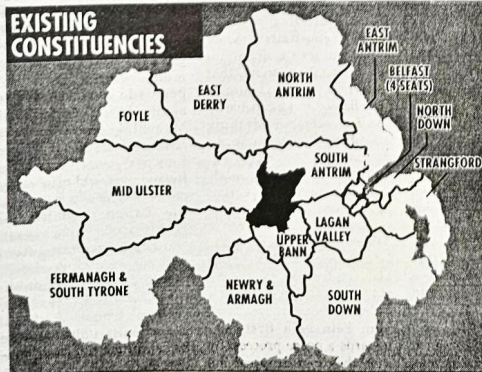 EXISTING
CONSTITUENCIES
EAST
ANTRIM
BELFAST
(4 SEATS)
NORTH
DOWN
STRANGFORD
NORTH
ANTRIM
EAST
DERRY
FOYLE
SOUTH
ANTRIM
MID ULSTER
LAGAN
VALLEY
UPPER
BANN
FERMANAGH &
SOUTH TYRONE
NEWRY &
ARMAGH
SOUTH
DOWN